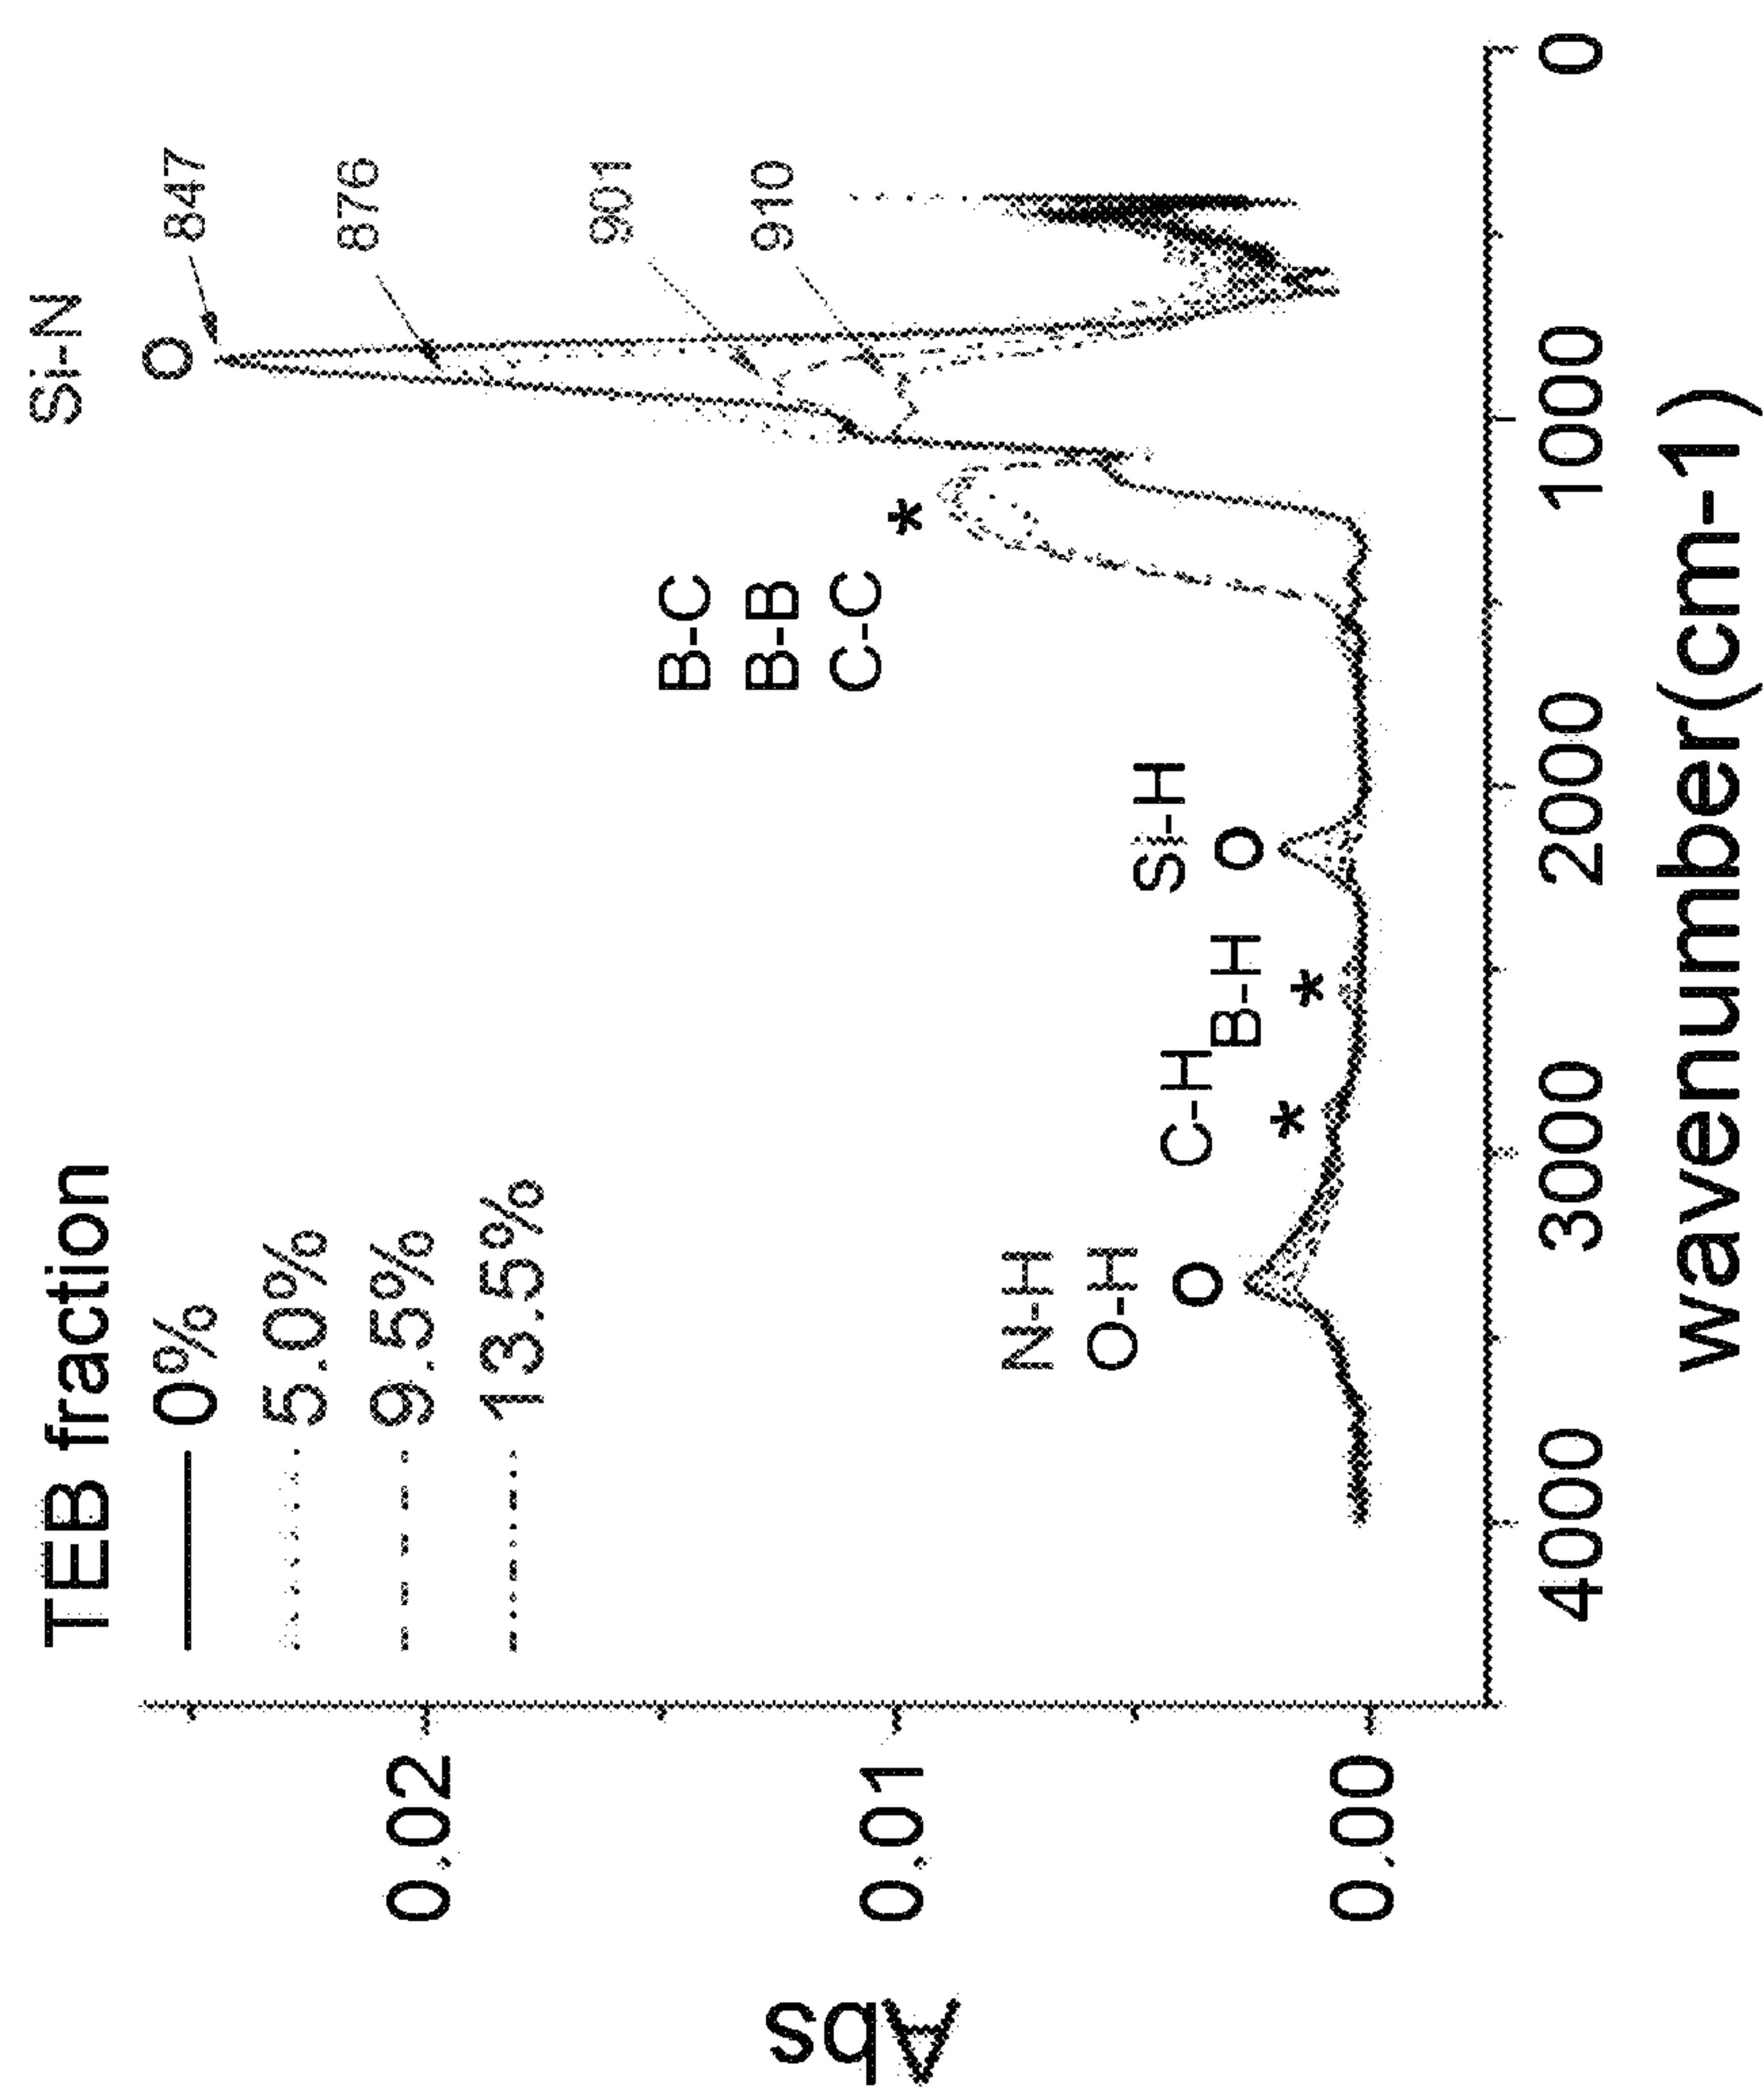 TEB fraction
0%
5.0%
9.5%
13.5%
Si-N
O
847
876
901
910
B-C
B-B
C-C
*
Si-H
O
B-H
*
C-H
*
N-H
O-H
O
Abs
0.02
0.01
0.00
4000
3000
2000
1000
0
wavenumber(cm-1)